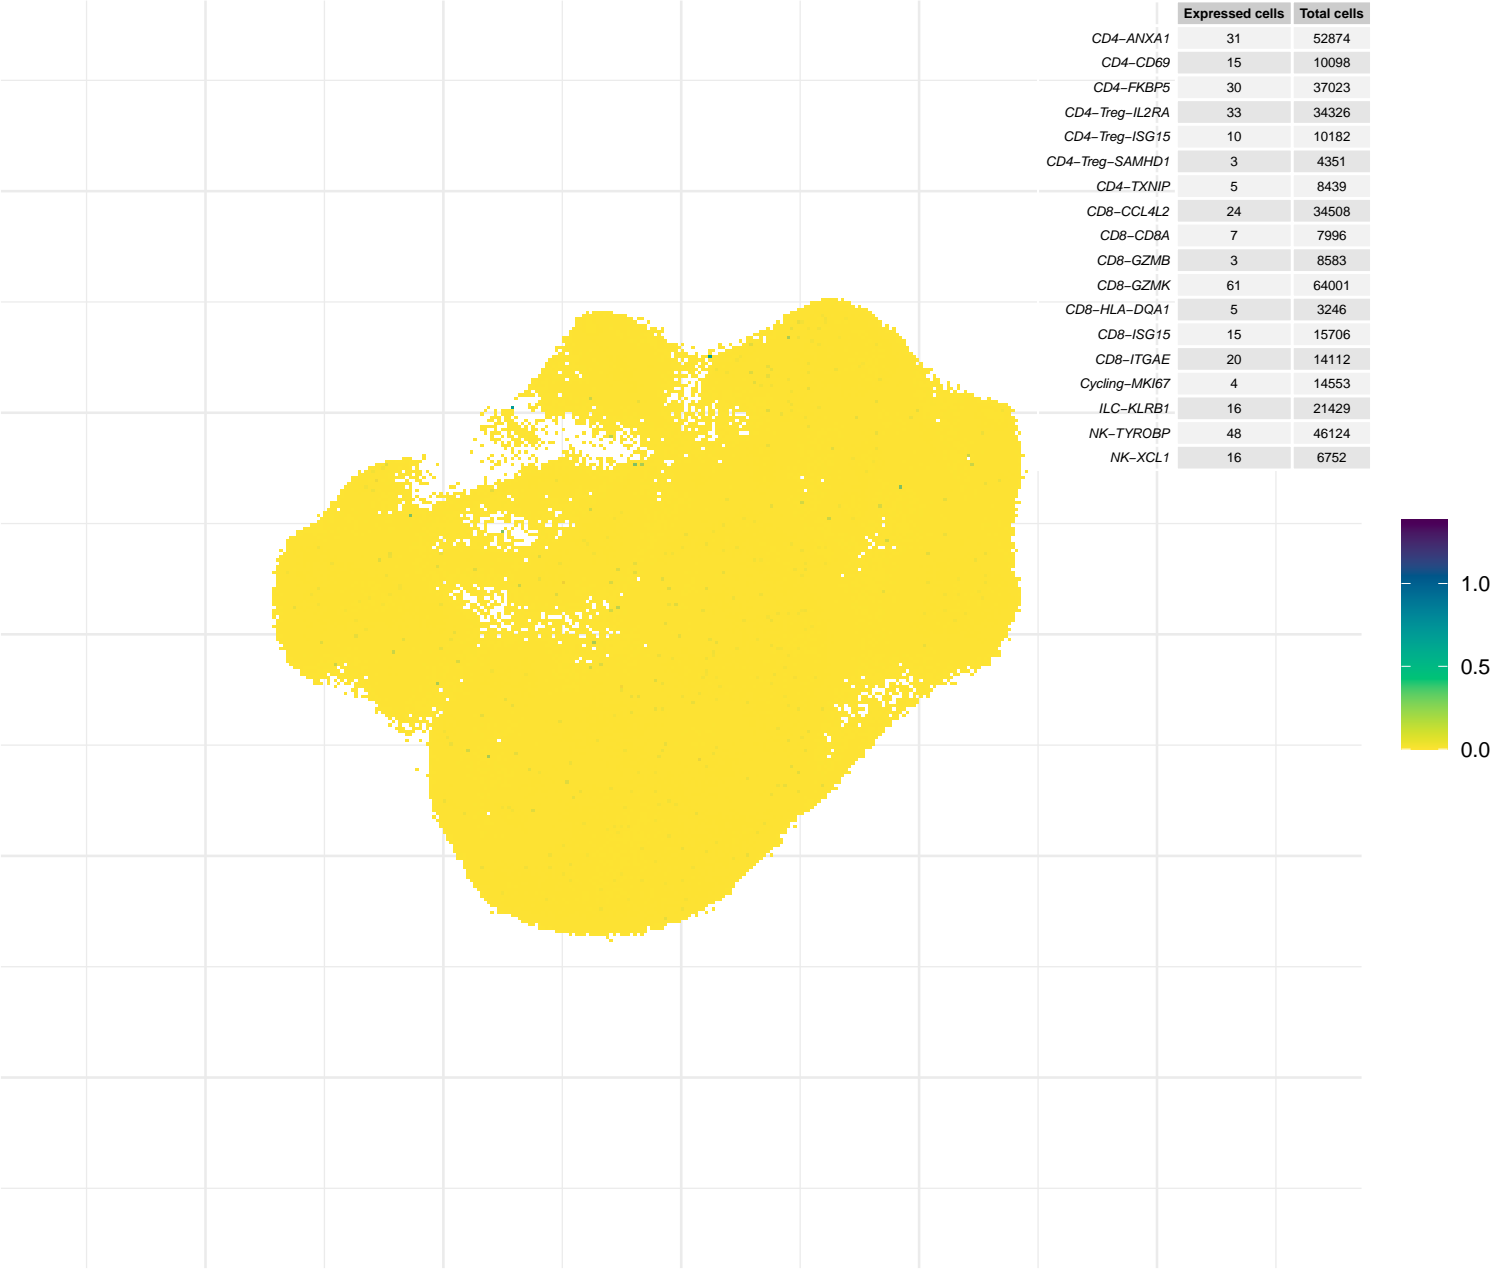 Expressed cells Total cells
CD4−ANXA1 31 52874
CD4−CD69 15 10098
CD4−FKBP5 30 37023
CD4−Treg−IL2RA 33 34326
CD4−Treg−ISG15 10 10182
CD4−Treg−SAMHD1 3 4351
CD4−TXNIP 5 8439
CD8−CCL4L2 24 34508
CD8−CD8A 7 7996
CD8−GZMB 3 8583
CD8−GZMK 61 64001
CD8−HLA−DQA1 5 3246
CD8−ISG15 15 15706
CD8−ITGAE 20 14112
Cycling−MKI67 4 14553
ILC−KLRB1 16 21429
NK−TYROBP 48 46124
NK−XCL1 16 6752
1.0
0.5
0.0